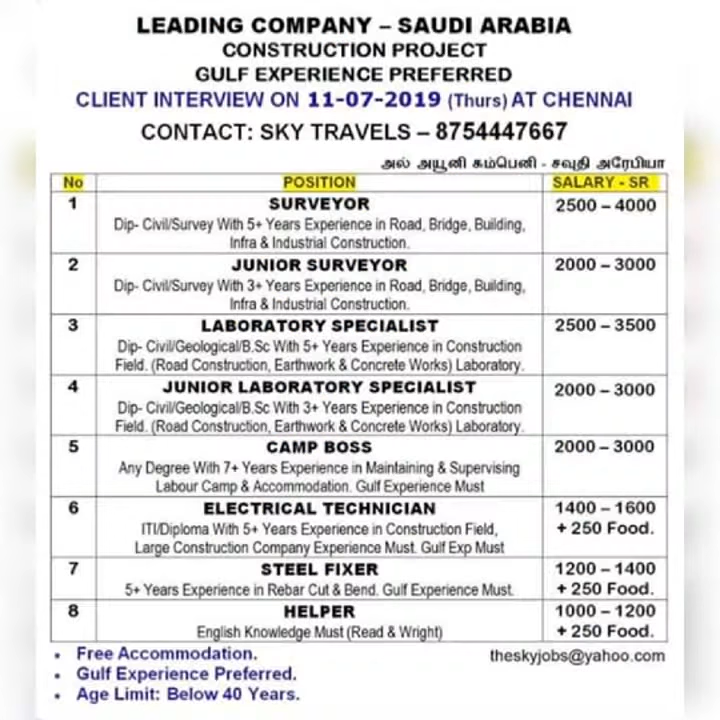 LEADING COMPANY – SAUDI ARABIA
CONSTRUCTION PROJECT
GULF EXPERIENCE PREFERRED
CLIENT INTERVIEW ON 11-07-2019 (Thurs) AT CHENNAI
CONTACT: SKY TRAVELS – 8754447667
அல் அயூனி கம்பெனி - சவுதி அரேபியா
No POSITION SALARY - SR
1 SURVEYOR 2500 – 4000
Dip- Civil/Survey With 5+ Years Experience in Road, Bridge, Building,
Infra & Industrial Construction.
2 JUNIOR SURVEYOR 2000 – 3000
Dip- Civil/Survey With 3+ Years Experience in Road, Bridge, Building,
Infra & Industrial Construction.
3 LABORATORY SPECIALIST 2500 – 3500
Dip- Civil/Geological/B.Sc With 5+ Years Experience in Construction
Field. (Road Construction, Earthwork & Concrete Works) Laboratory.
4 JUNIOR LABORATORY SPECIALIST 2000 – 3000
Dip- Civil/Geological/B.Sc With 3+ Years Experience in Construction
Field. (Road Construction, Earthwork & Concrete Works) Laboratory.
5 CAMP BOSS 2000 – 3000
Any Degree With 7+ Years Experience in Maintaining & Supervising
Labour Camp & Accommodation. Gulf Experience Must
6 ELECTRICAL TECHNICIAN 1400 – 1600
ITI/Diploma With 5+ Years Experience in Construction Field, + 250 Food.
Large Construction Company Experience Must. Gulf Exp Must
7 STEEL FIXER 1200 – 1400
5+ Years Experience in Rebar Cut & Bend. Gulf Experience Must. + 250 Food.
8 HELPER 1000 – 1200
English Knowledge Must (Read & Wright) + 250 Food.
• Free Accommodation. theskyjobs@yahoo.com
• Gulf Experience Preferred.
• Age Limit: Below 40 Years.